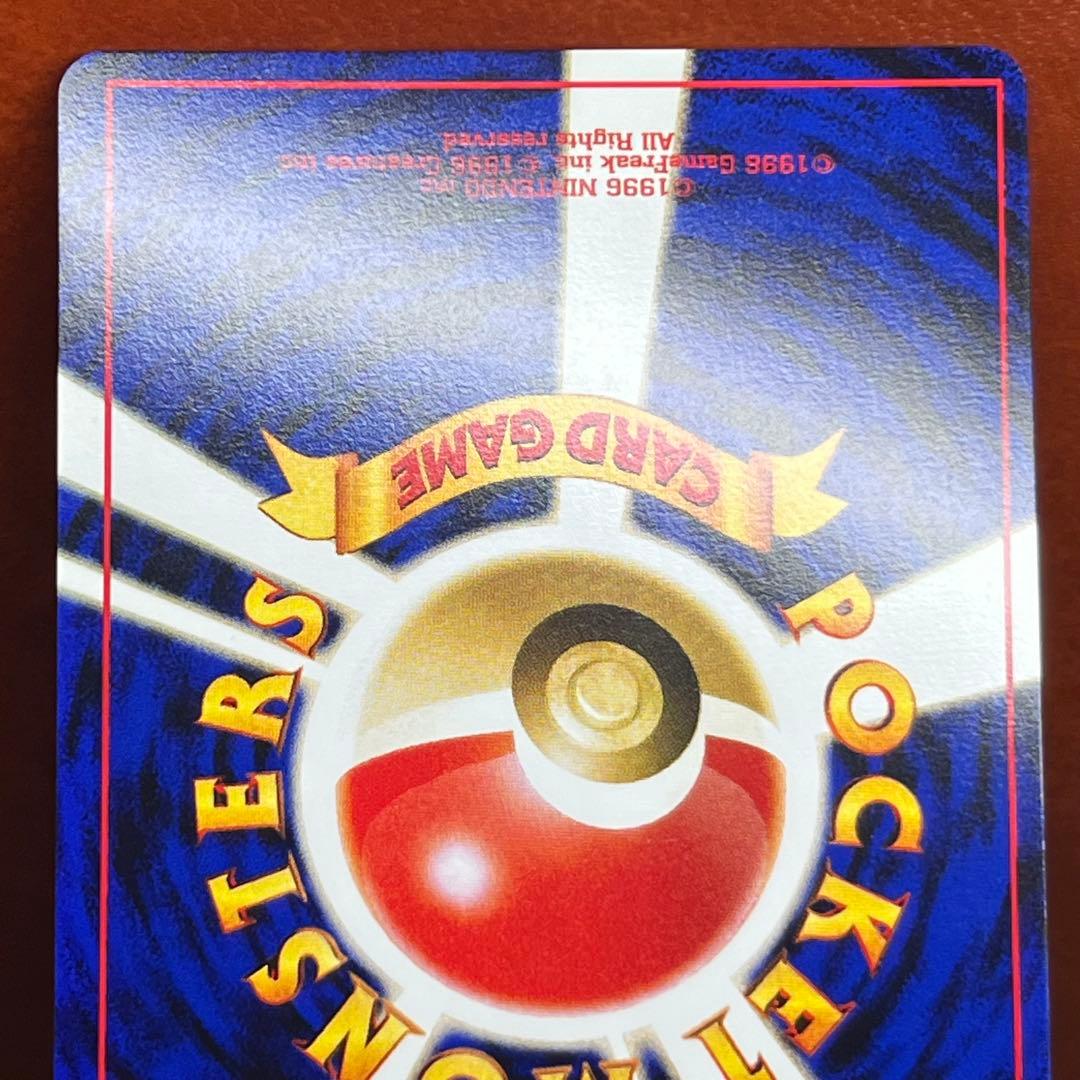 POCKET MONSTERS
CARD GAME
©1996 NINTENDO inc
©1996 GameFreak inc. ©1996 Creatures inc
All Rights reserved.